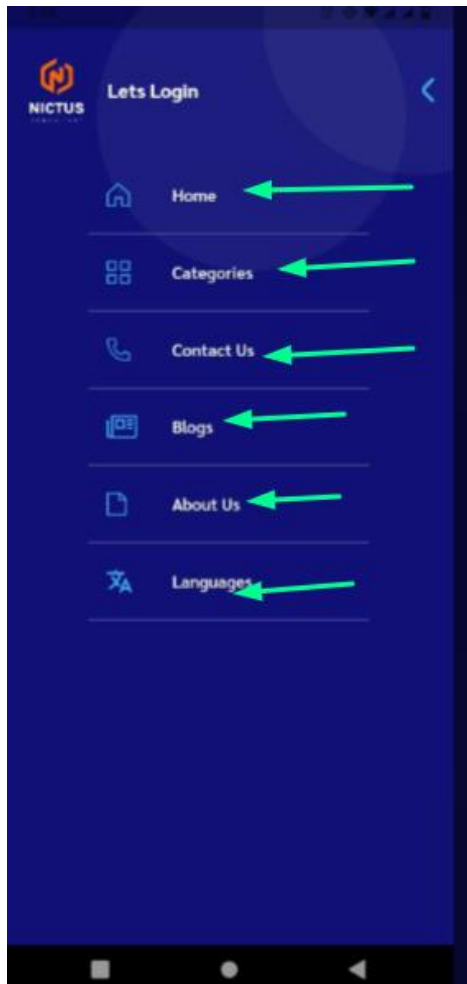 Lets Login
NICTUS
Home
Categories
Contact Us
Blogs
About Us
Languages